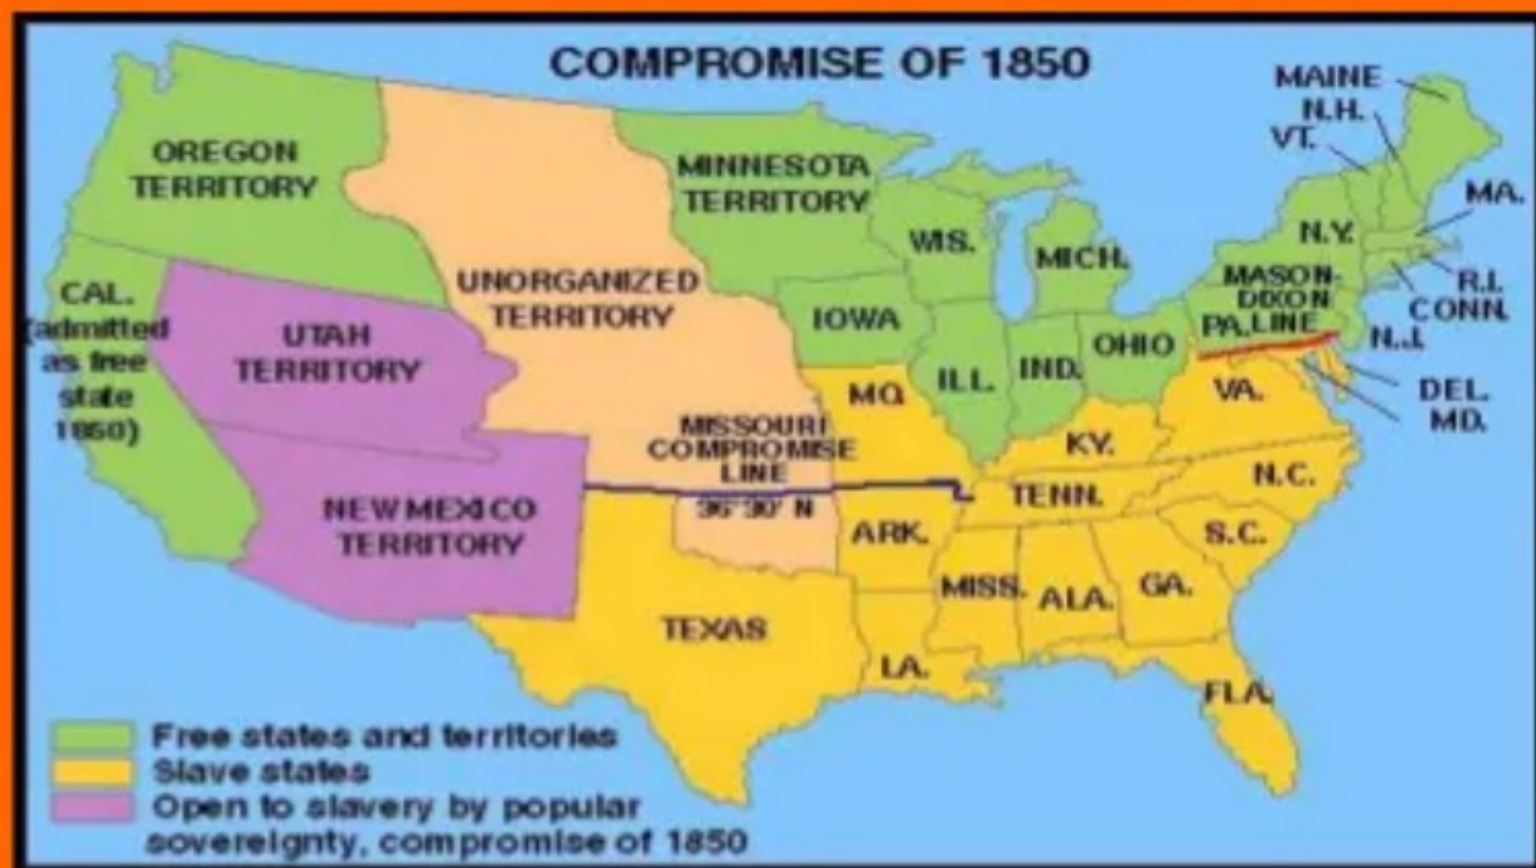 COMPROMISE OF 1850
MAINE
N.H.
VT.
MA.
OREGON
TERRITORY
MINNESOTA
TERRITORY
N.Y.
WIS.
MICH.
UNORGANIZED
TERRITORY
MASON-
DIXON
LINE
PA.
R.I.
CONN.
N.J.
CAL.
(admitted
as free
state
1850)
UTAH
TERRITORY
IOWA
ILL.
IND.
OHIO
DEL.
MD.
MO.
VA.
MISSOURI
COMPROMISE
LINE
36°30' N
KY.
N.C.
TENN.
NEW MEXICO
TERRITORY
ARK.
S.C.
MISS.
ALA.
GA.
TEXAS
LA.
FLA.
Free states and territories
Slave states
Open to slavery by popular
sovereignty, compromise of 1850